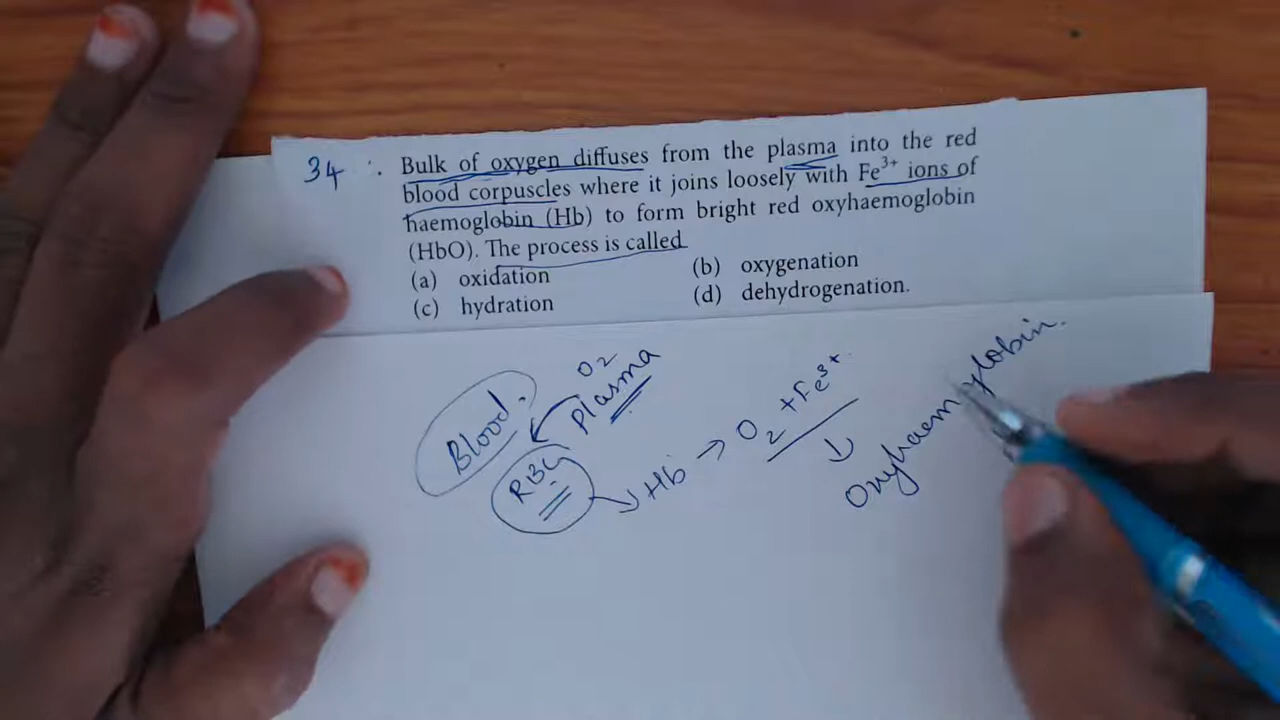 34 . Bulk of oxygen diffuses from the plasma into the red
blood corpuscles where it joins loosely with Fe3+ ions of
haemoglobin (Hb) to form bright red oxyhaemoglobin
(HbO). The process is called
(a) oxidation (b) oxygenation
(c) hydration (d) dehydrogenation.
Blood.
O2
Plasma
RBC
Hb → O2 + Fe3+
Oxyhaemoglobin.